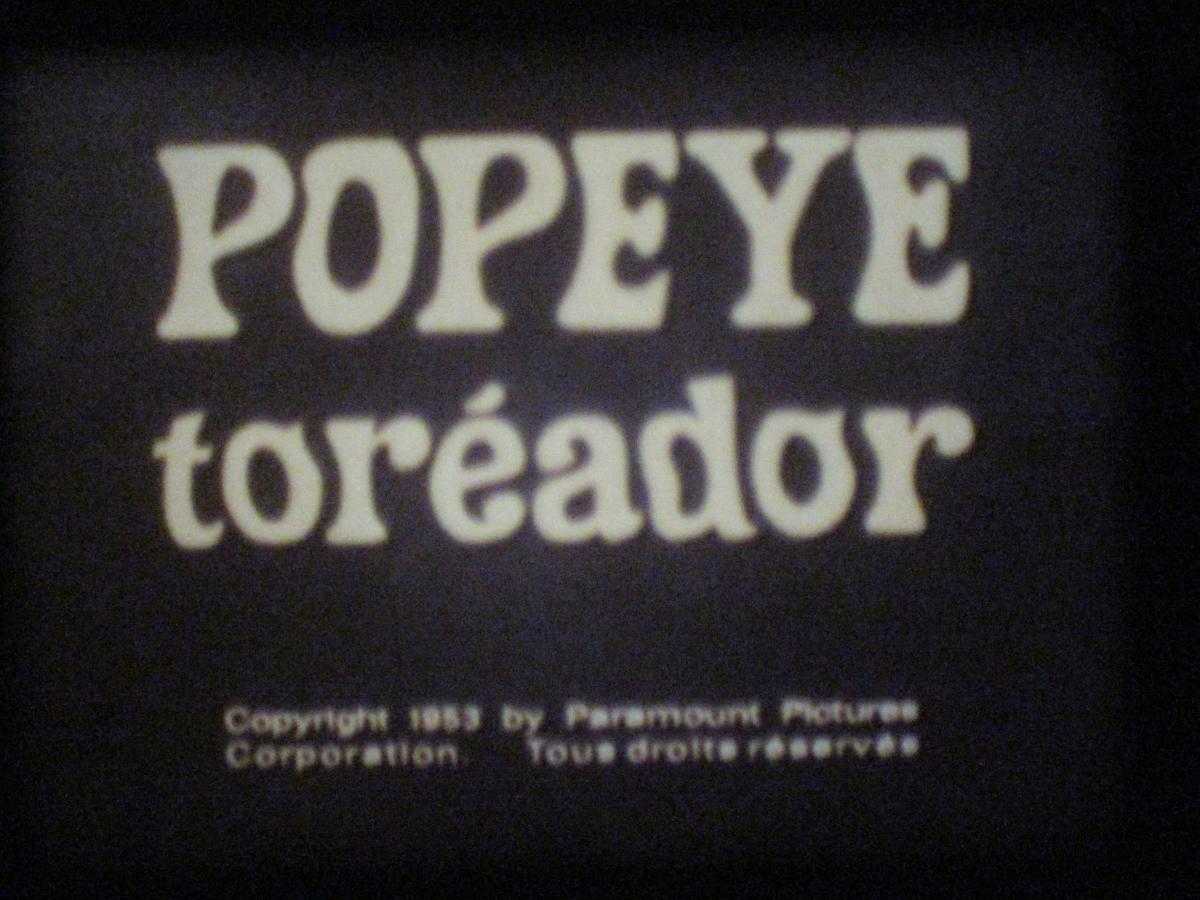 POPEYE
toréador
Copyright 1953 by Paramount Pictures
Corporation. Tous droits réservés